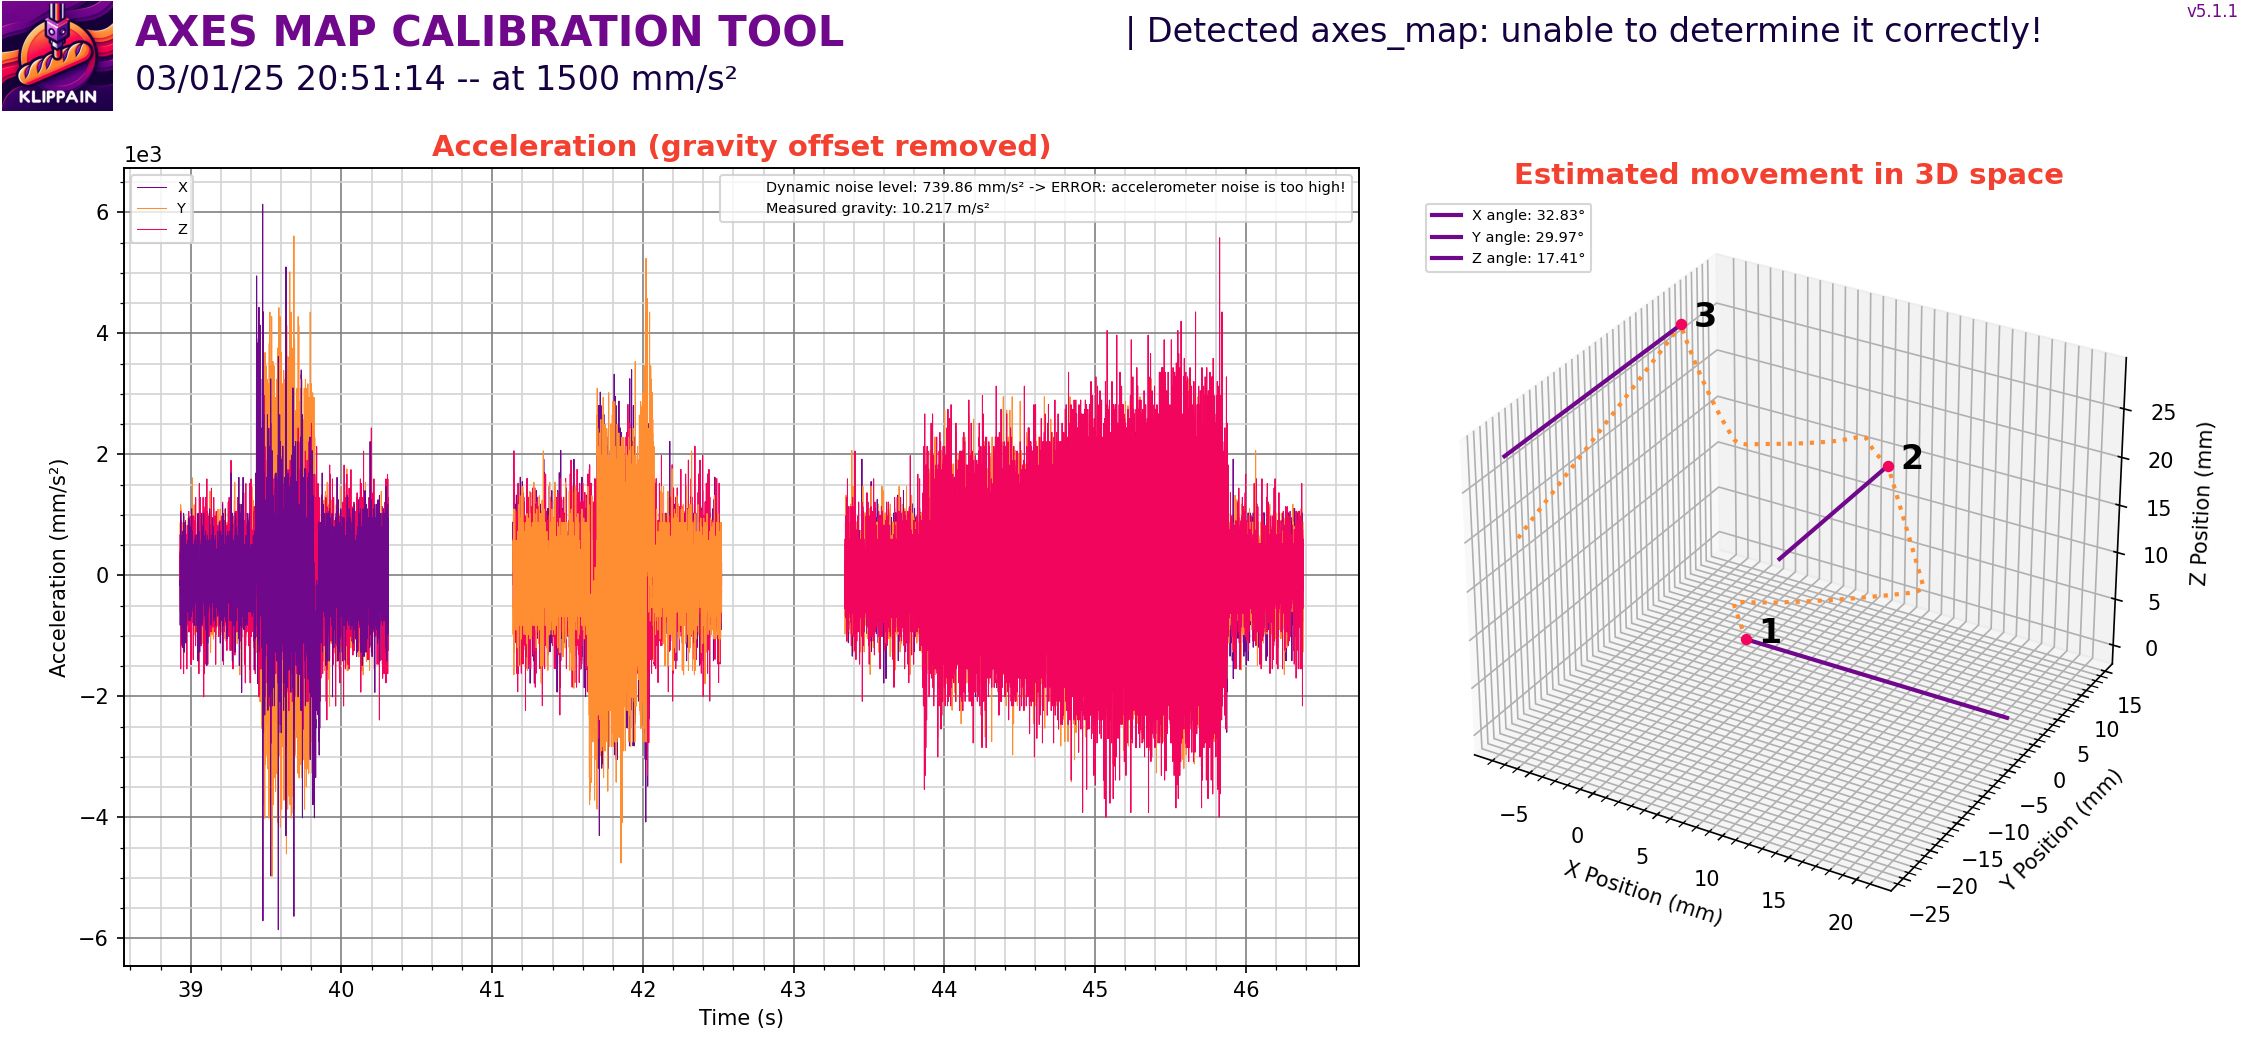 KLIPPAIN
AXES MAP CALIBRATION TOOL
03/01/25 20:51:14 -- at 1500 mm/s²
| Detected axes_map: unable to determine it correctly!
v5.1.1
Acceleration (gravity offset removed)
1e3
X
Y
Z
Dynamic noise level: 739.86 mm/s² -> ERROR: accelerometer noise is too high!
Measured gravity: 10.217 m/s²
6
4
2
0
−2
−4
−6
Acceleration (mm/s²)
39 40 41 42 43 44 45 46
Time (s)
Estimated movement in 3D space
X angle: 32.83°
Y angle: 29.97°
Z angle: 17.41°
3
2
1
25
20
15
10
5
0
Z Position (mm)
15
10
5
0
−5
−10
−15
−20
−25
Y Position (mm)
−5
0
5
10
15
20
X Position (mm)